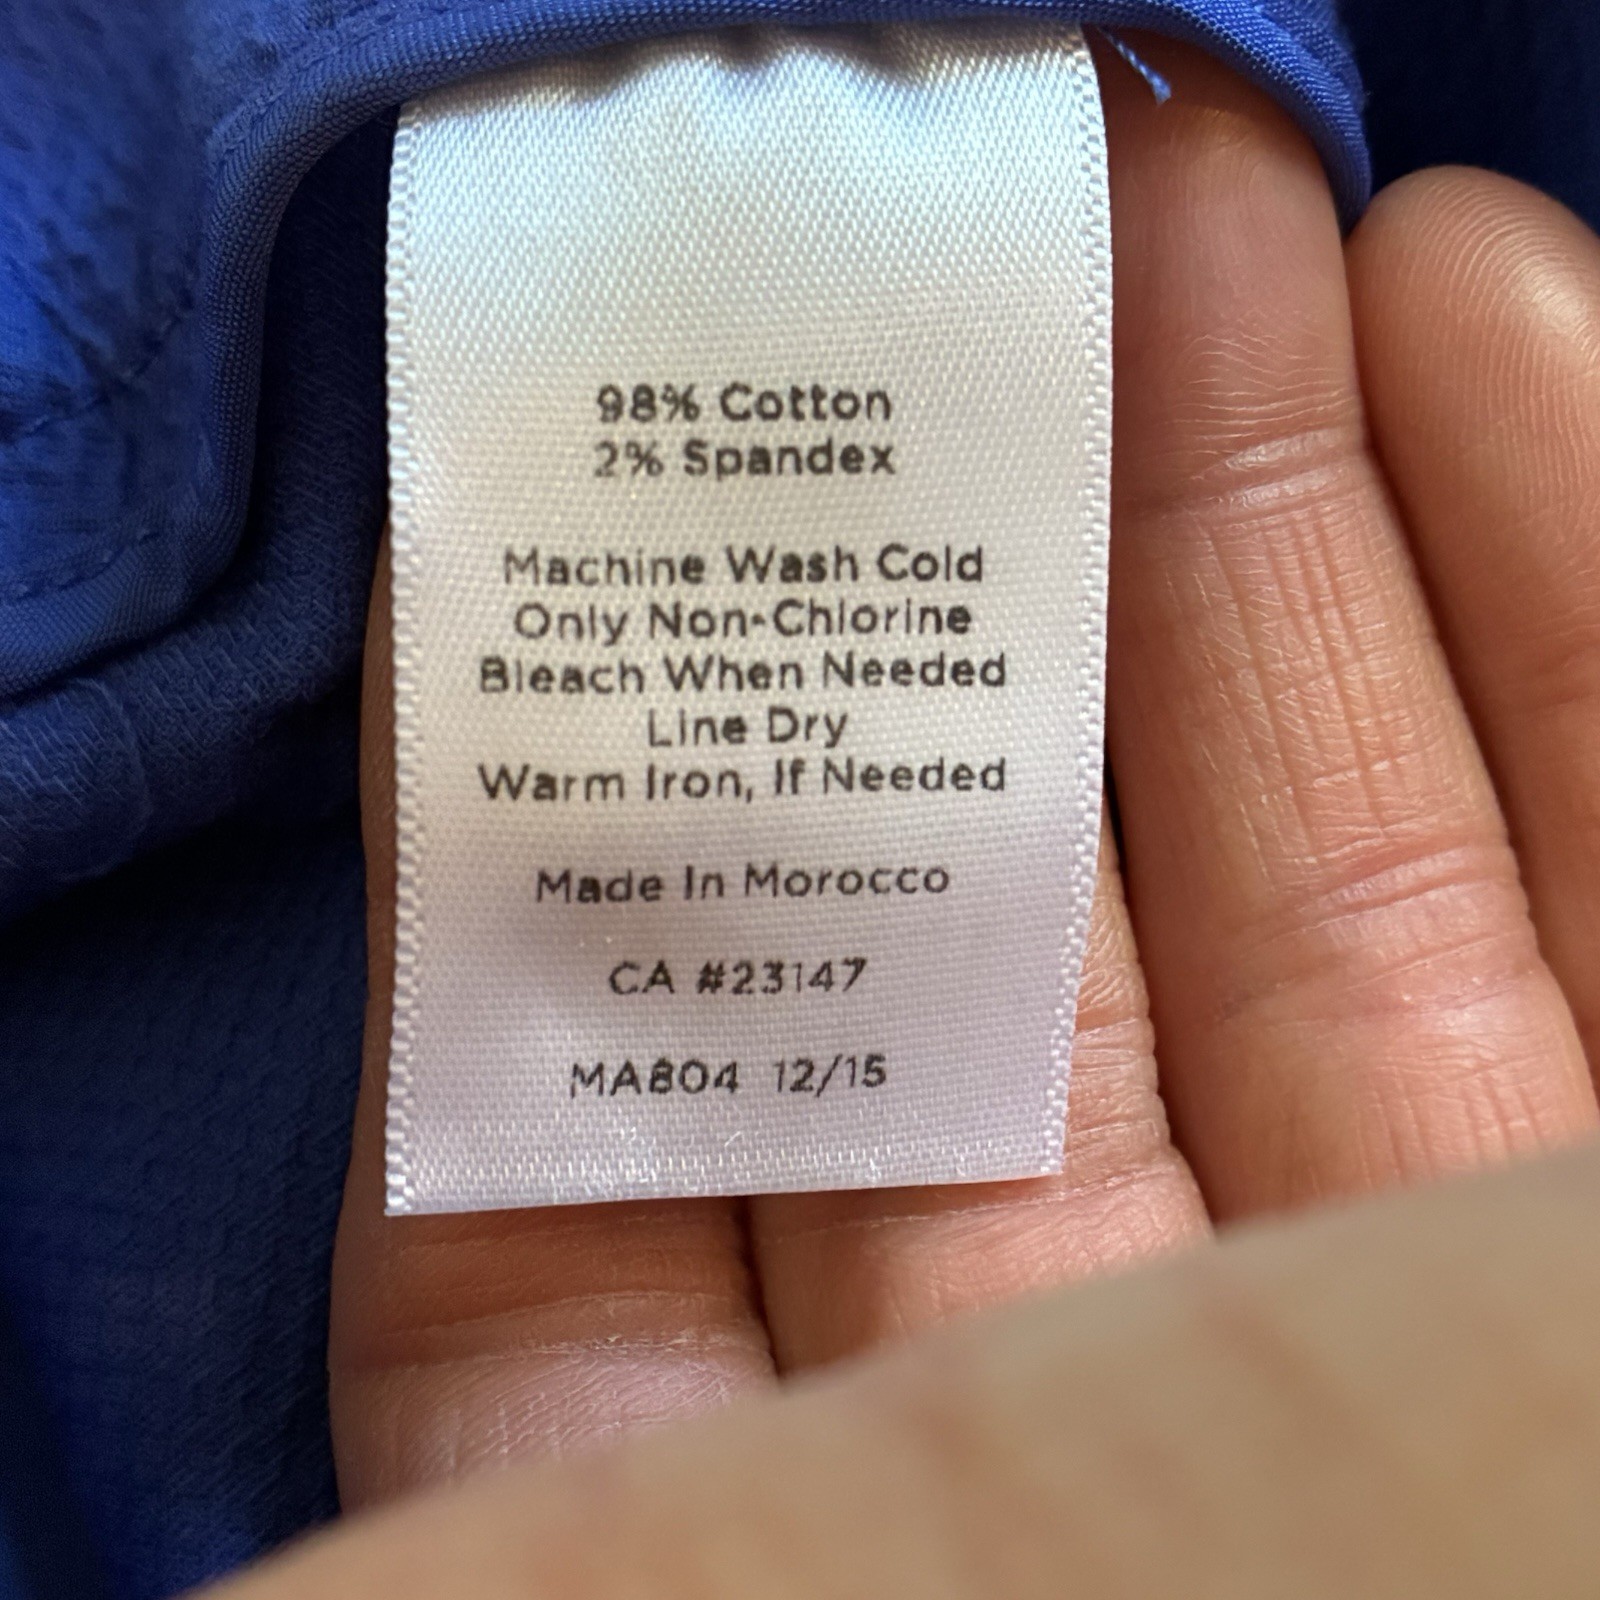 98% Cotton
2% Spandex
Machine Wash Cold
Only Non-Chlorine
Bleach When Needed
Line Dry
Warm Iron, If Needed
Made In Morocco
CA #23147
MA804 12/15